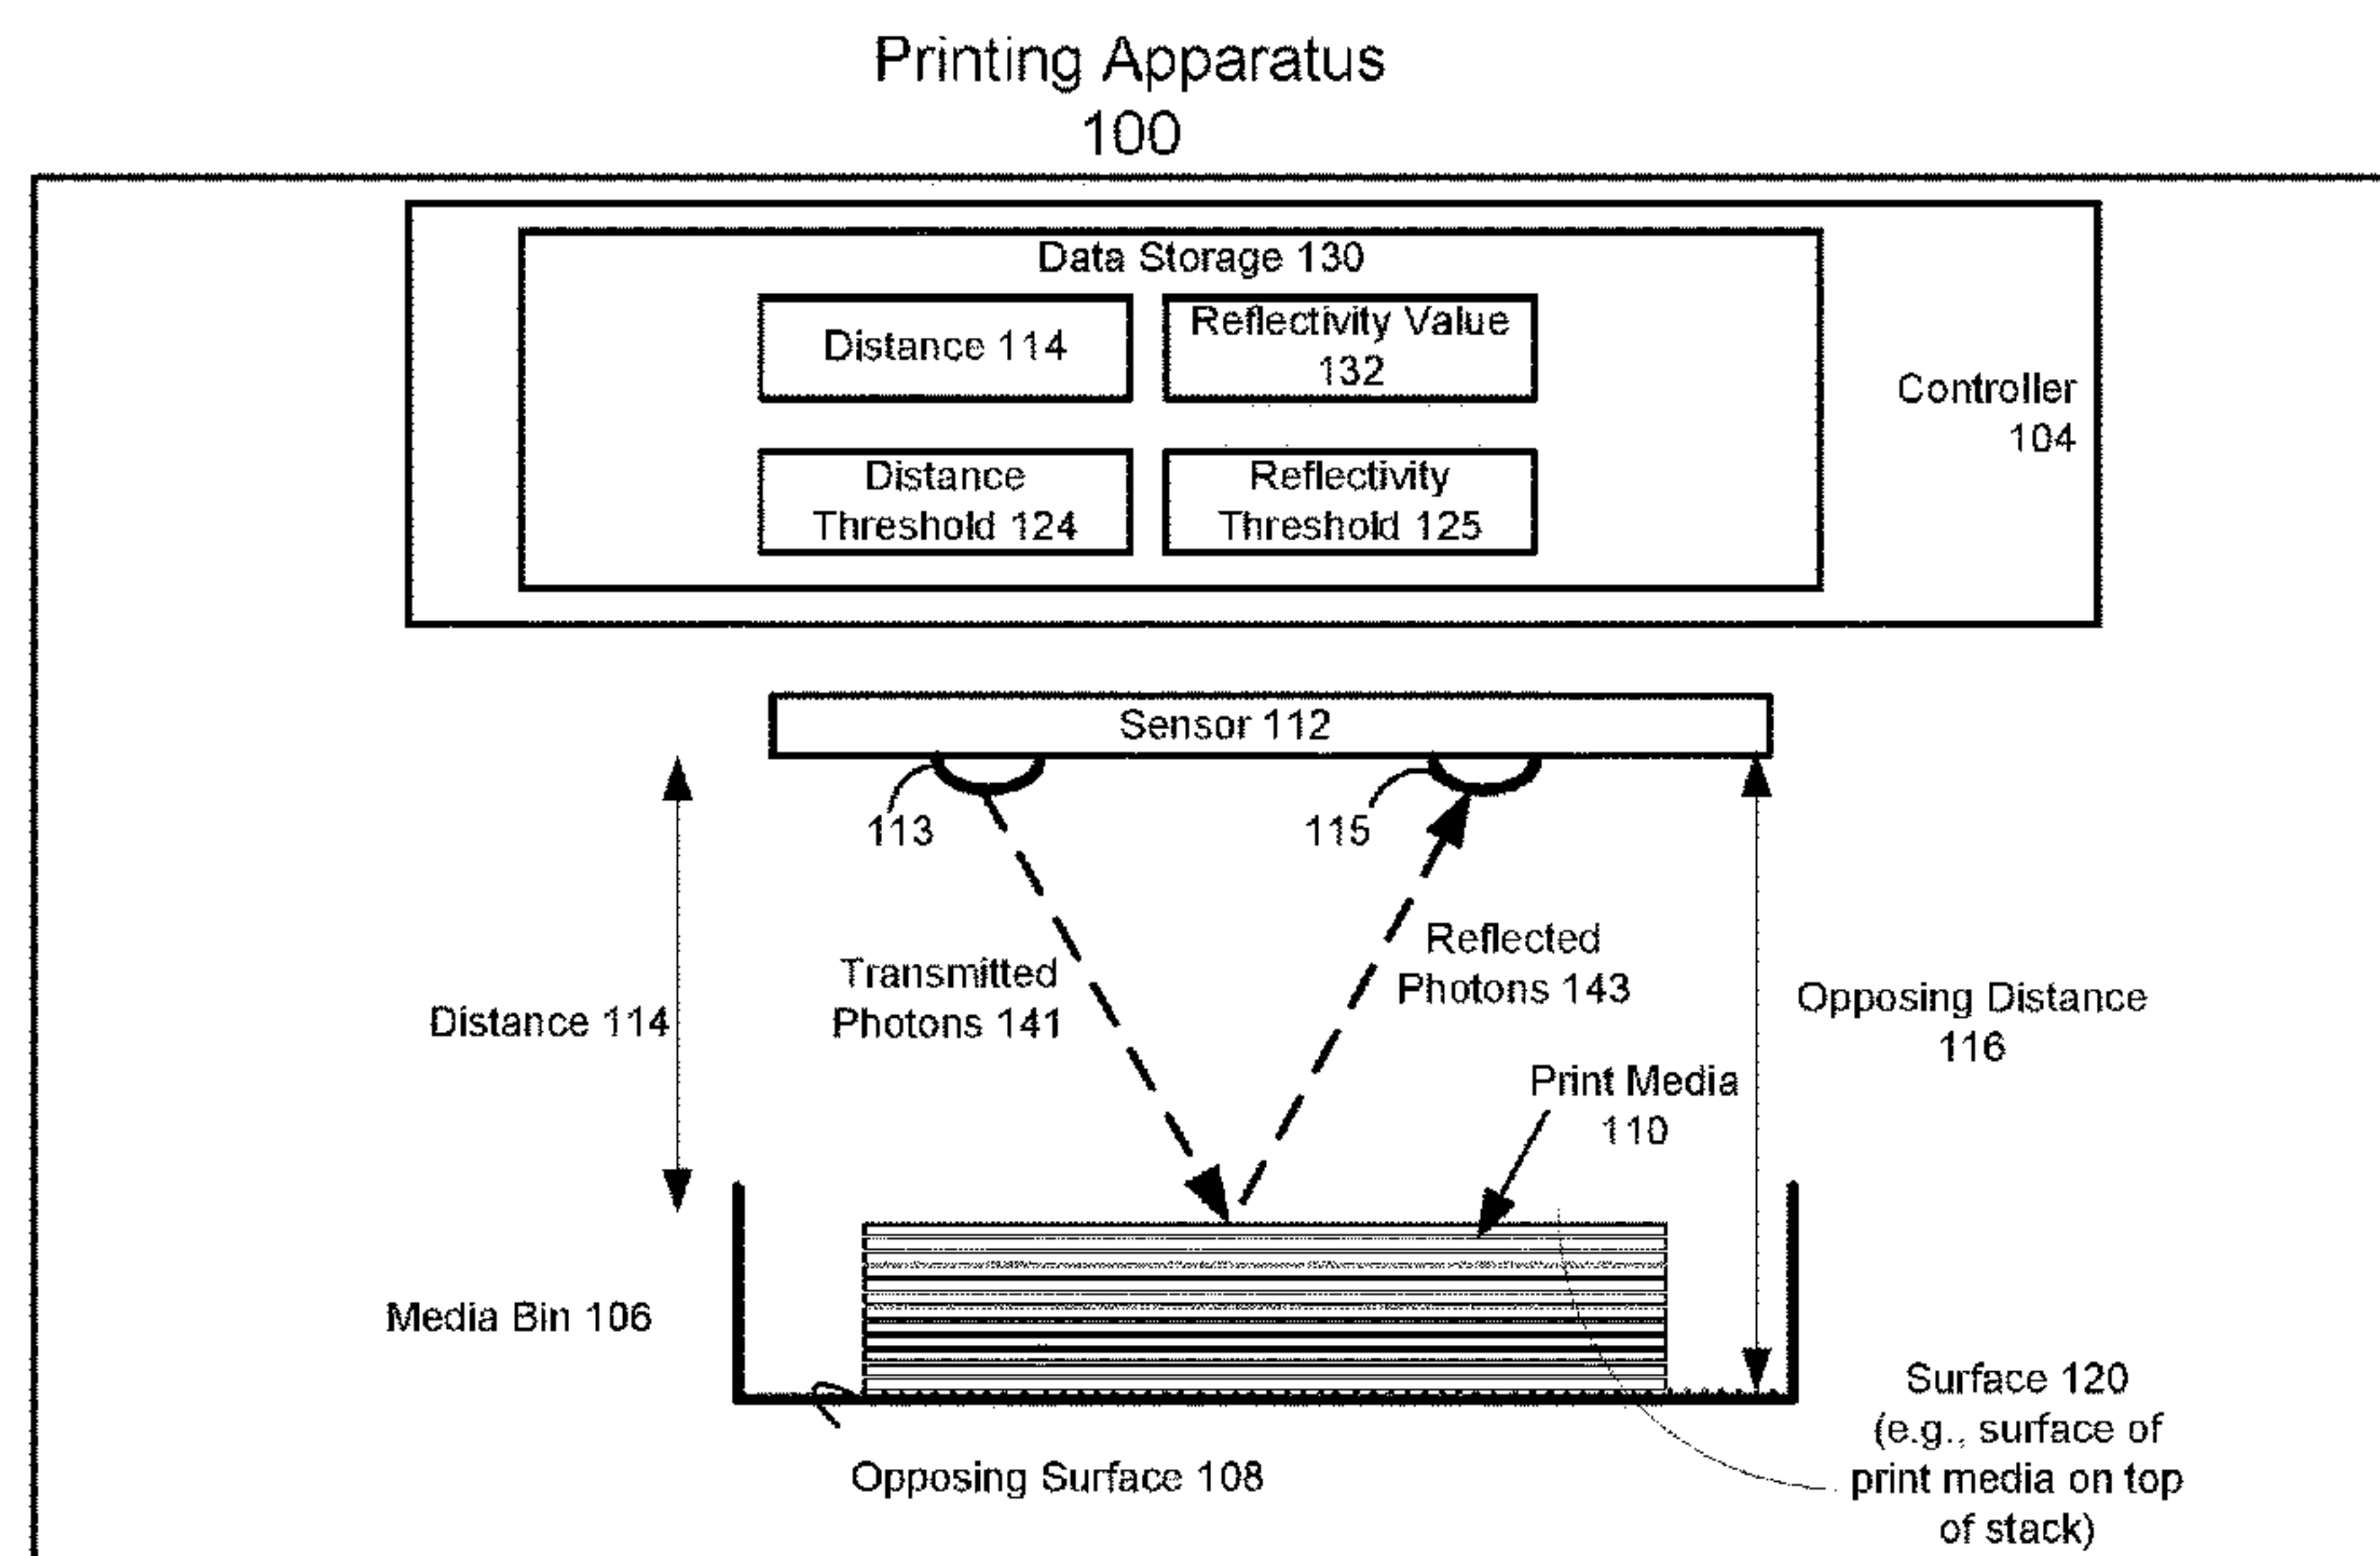 Printing Apparatus
100
Data Storage 130
Distance 114
Reflectivity Value
132
Controller
104
Distance
Threshold 124
Reflectivity
Threshold 125
Sensor 112
113
115
Transmitted
Photons 141
Reflected
Photons 143
Distance 114
Opposing Distance
116
Print Media
110
Media Bin 106
Opposing Surface 108
Surface 120
(e.g., surface of
print media on top
of stack)